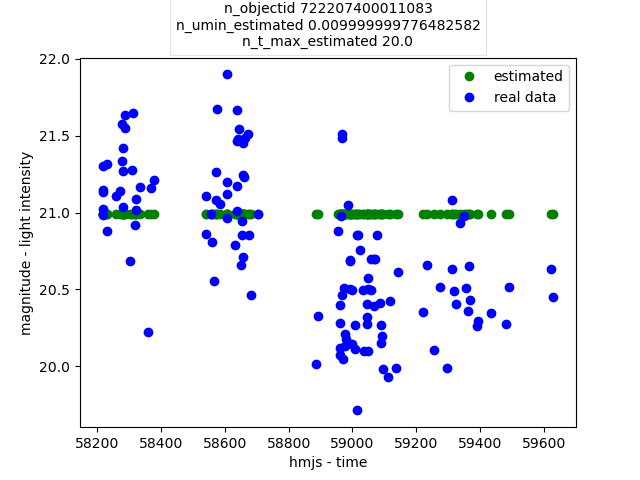 n_objectid 722207400011083
n_umin_estimated 0.009999999776482582
n_t_max_estimated 20.0
22.0
21.5
21.0
20.5
20.0
magnitude - light intensity
estimated
real data
58200 58400 58600 58800 59000 59200 59400 59600
hmjs - time